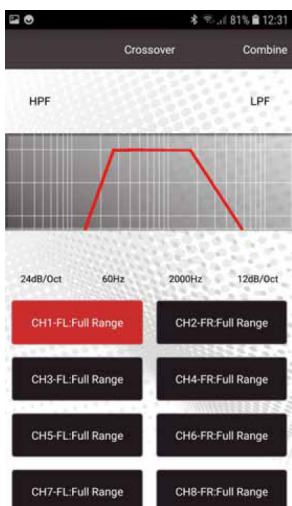 81% 12:31
Crossover Combine
HPF LPF
24dB/Oct 60Hz 2000Hz 12dB/Oct
CH1-FL:Full Range CH2-FR:Full Range
CH3-FL:Full Range CH4-FR:Full Range
CH5-FL:Full Range CH6-FR:Full Range
CH7-FL:Full Range CH8-FR:Full Range